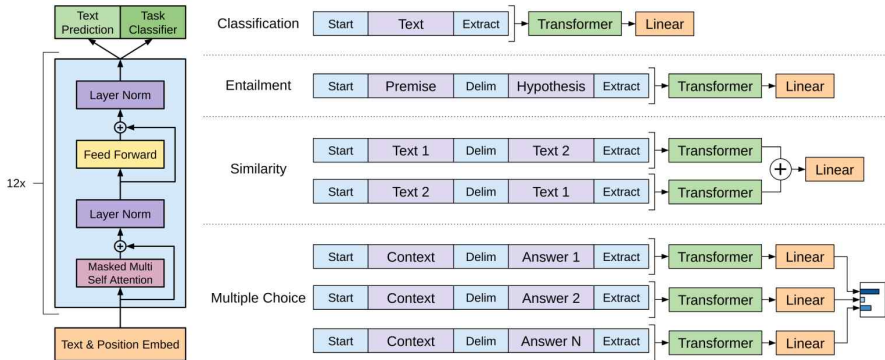 Text Prediction
Task Classifier
12x
Layer Norm
Feed Forward
Layer Norm
Masked Multi
Self Attention
Text & Position Embed
Classification Start Text Extract Transformer Linear
Entailment Start Premise Delim Hypothesis Extract Transformer Linear
Similarity
Start Text 1 Delim Text 2 Extract Transformer
Linear
Start Text 2 Delim Text 1 Extract Transformer
Start Context Delim Answer 1 Extract Transformer Linear
Multiple Choice Start Context Delim Answer 2 Extract Transformer Linear
Start Context Delim Answer N Extract Transformer Linear